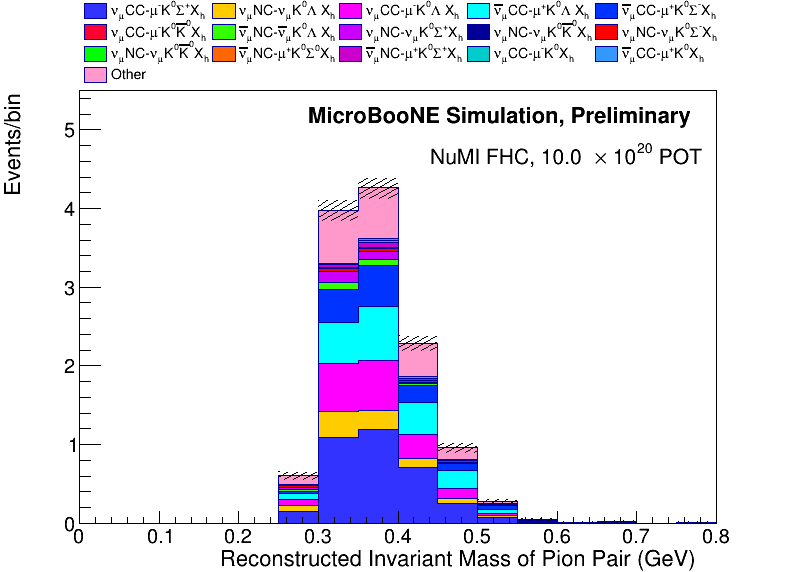 ν_μCC-μ⁻K⁰Σ⁺X_h ν_μNC-ν_μK⁰Λ X_h ν_μCC-μ⁻K⁰Λ X_h ν̅_μCC-μ⁺K⁰Λ X_h ν̅_μCC-μ⁺K⁰Σ⁻X_h
ν_μCC-μ⁻K⁰K̅⁰X_h ν̅_μNC-ν̅_μK⁰Λ X_h ν_μNC-ν_μK⁰Σ⁺X_h ν_μNC-ν_μK⁰K̅⁰X_h ν_μNC-ν_μK⁰Σ⁻X_h
ν_μNC-ν_μK⁰K̅⁰X_h ν̅_μNC-μ⁺K⁰Σ⁰X_h ν̅_μNC-μ⁺K⁰Σ⁺X_h ν_μCC-μ⁻K⁰X_h ν̅_μCC-μ⁺K⁰X_h
Other
MicroBooNE Simulation, Preliminary
NuMI FHC, 10.0 × 10²⁰ POT
Events/bin
5
4
3
2
1
0
0 0.1 0.2 0.3 0.4 0.5 0.6 0.7 0.8
Reconstructed Invariant Mass of Pion Pair (GeV)